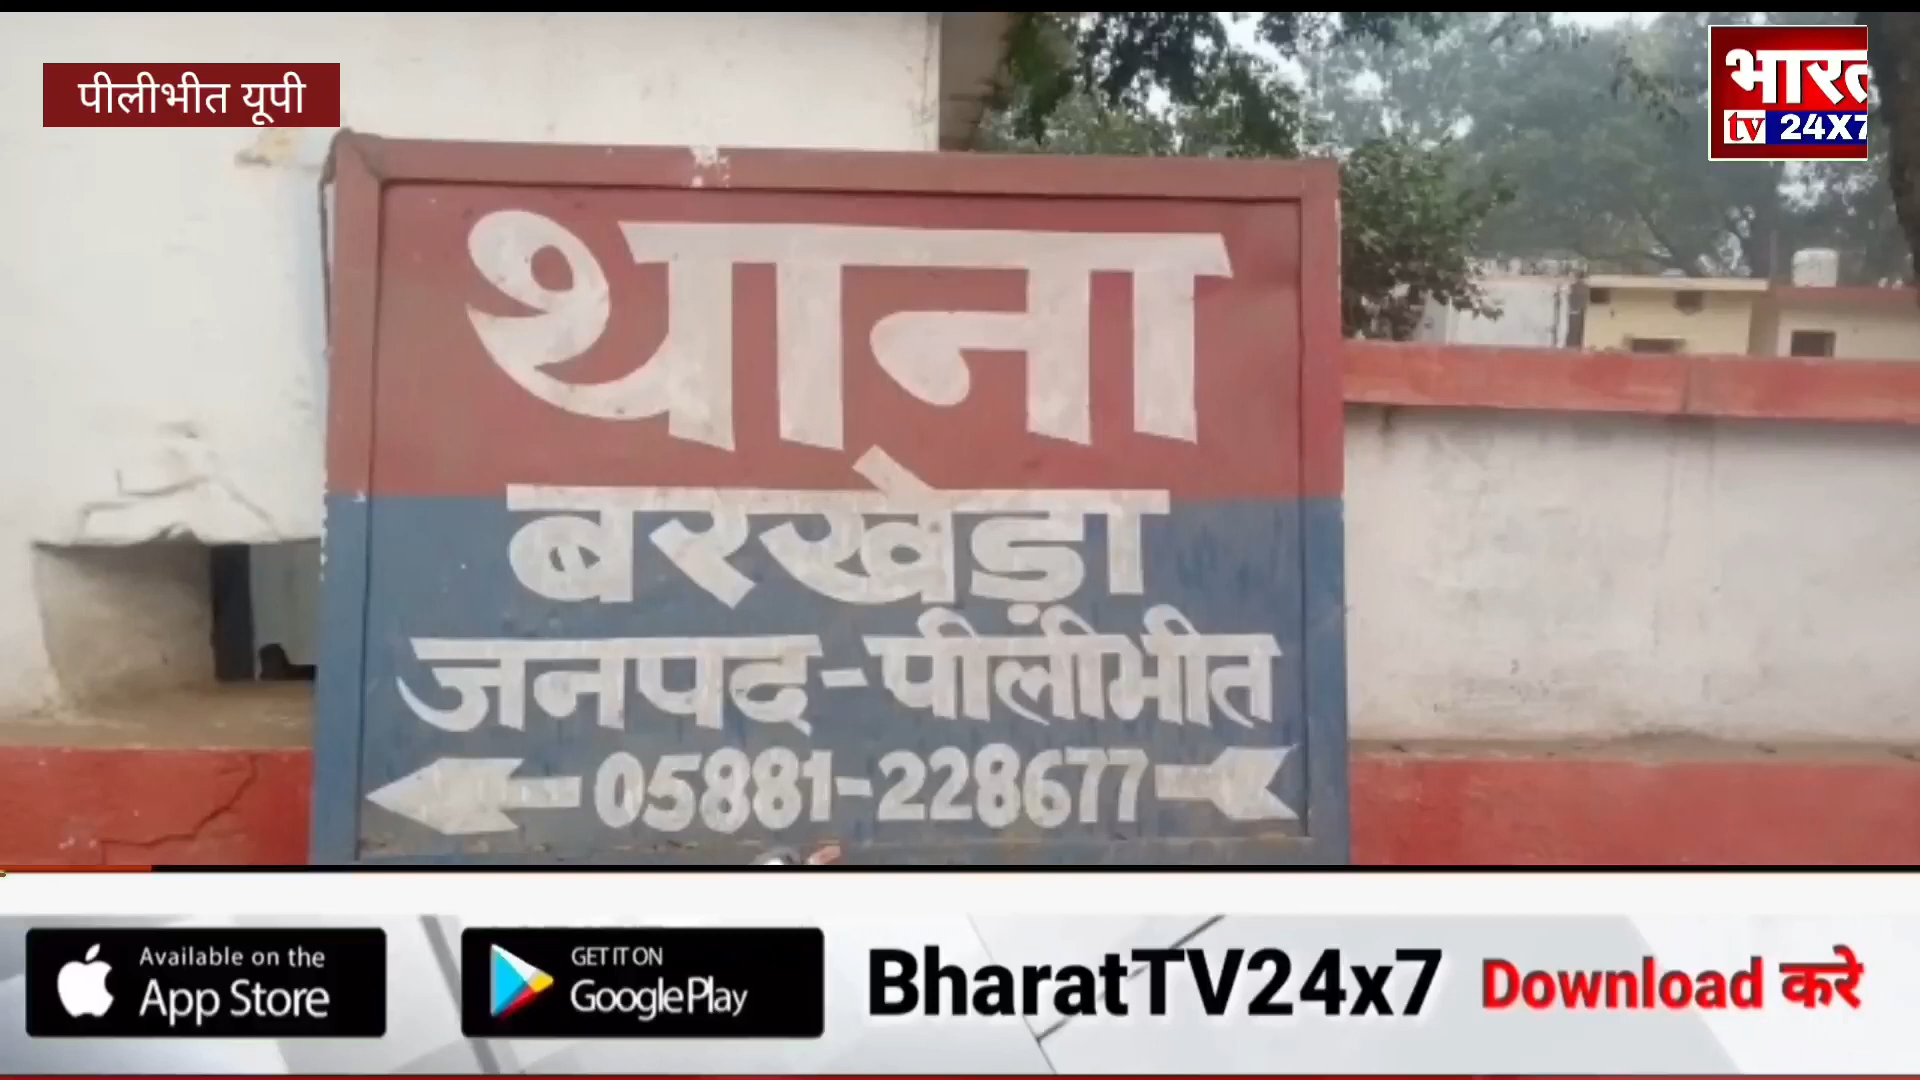 पीलीभीत यूपी
भारत
tv 24X7
थाना
बरखेड़ा
जनपद-पीलीभीत
05881-228677
Available on the
App Store
GET IT ON
Google Play
BharatTV24x7
Download करे